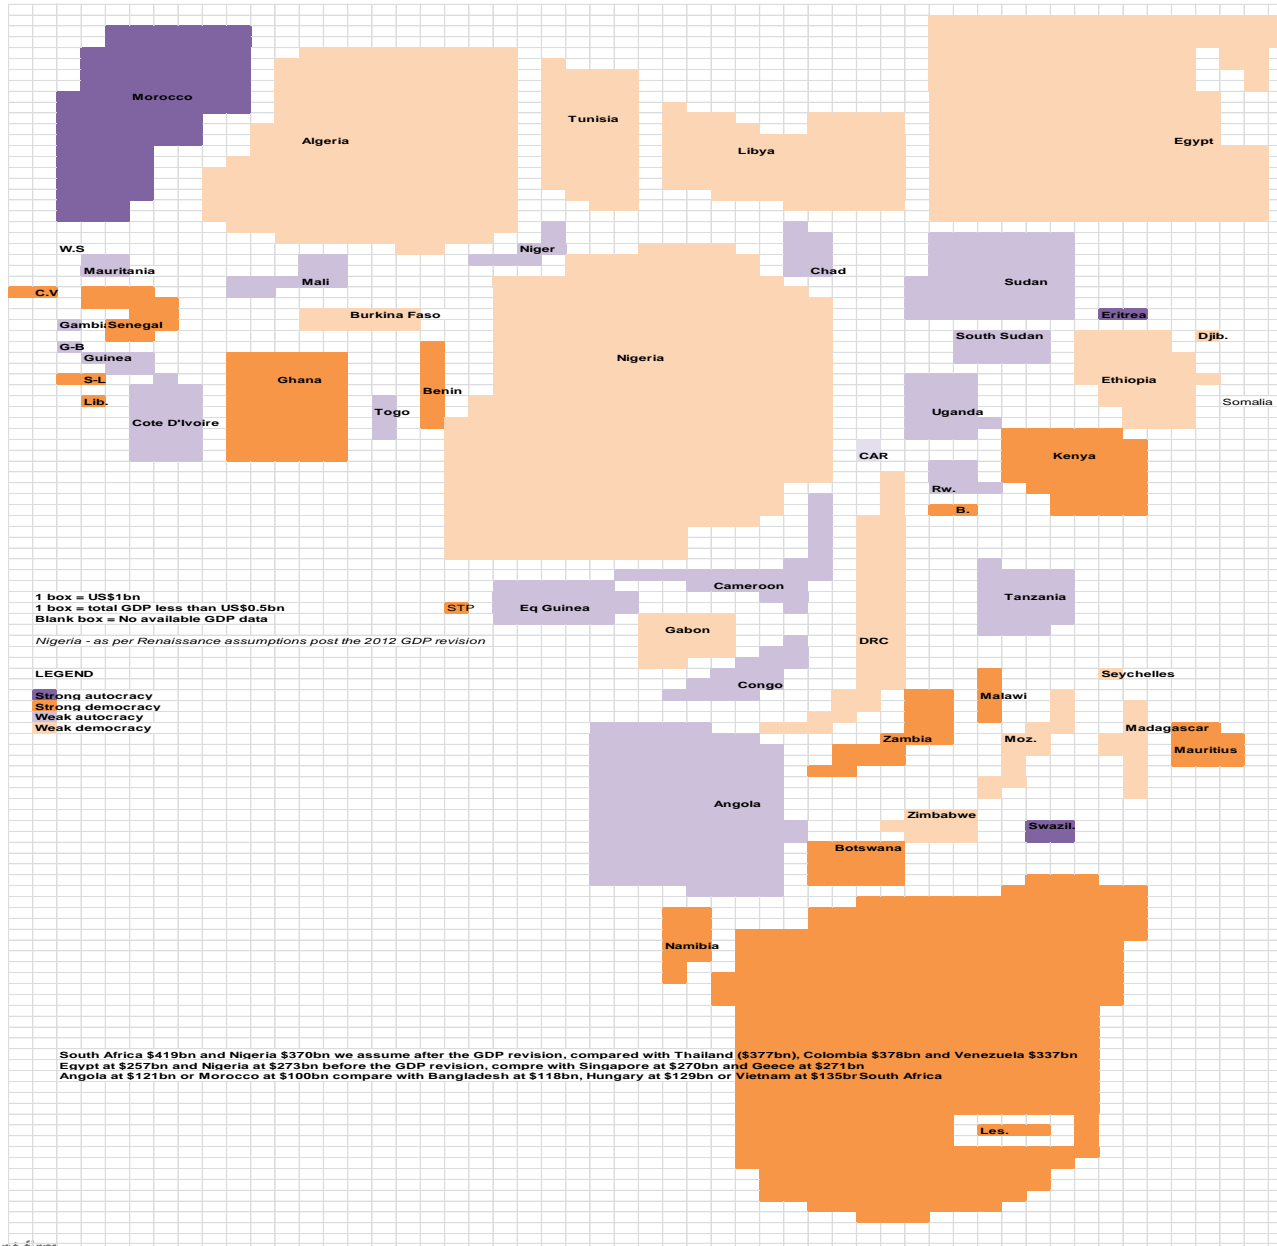 Morocco
Tunisia
Algeria
Libya
Egypt
W.S
Niger
Mauritania
Chad
Mali
Sudan
C.V
Burkina Faso
Eritrea
Gambi
Senegal
South Sudan
Djib.
G-B
Guinea
Nigeria
S-L
Ghana
Ethiopia
Benin
Lib.
Togo
Uganda
Somalia
Cote D'Ivoire
CAR
Kenya
Rw.
B.
Cameroon
1 box = US$1bn
Tanzania
1 box = total GDP less than US$0.5bn
STP
Eq Guinea
Blank box = No available GDP data
Gabon
Nigeria - as per Renaissance assumptions post the 2012 GDP revision
DRC
LEGEND
Seychelles
Congo
Strong autocracy
Malawi
Strong democracy
Weak autocracy
Weak democracy
Madagascar
Zambia
Moz.
Mauritius
Angola
Zimbabwe
Swazil.
Botswana
Namibia
South Africa $419bn and Nigeria $370bn we assume after the GDP revision, compared with Thailand ($377bn), Colombia $378bn and Venezuela $337bn
Egypt at $257bn and Nigeria at $273bn before the GDP revision, compre with Singapore at $270bn and Geece at $271bn
Angola at $121bn or Morocco at $100bn compare with Bangladesh at $118bn, Hungary at $129bn or Vietnam at $135br
South Africa
Les.